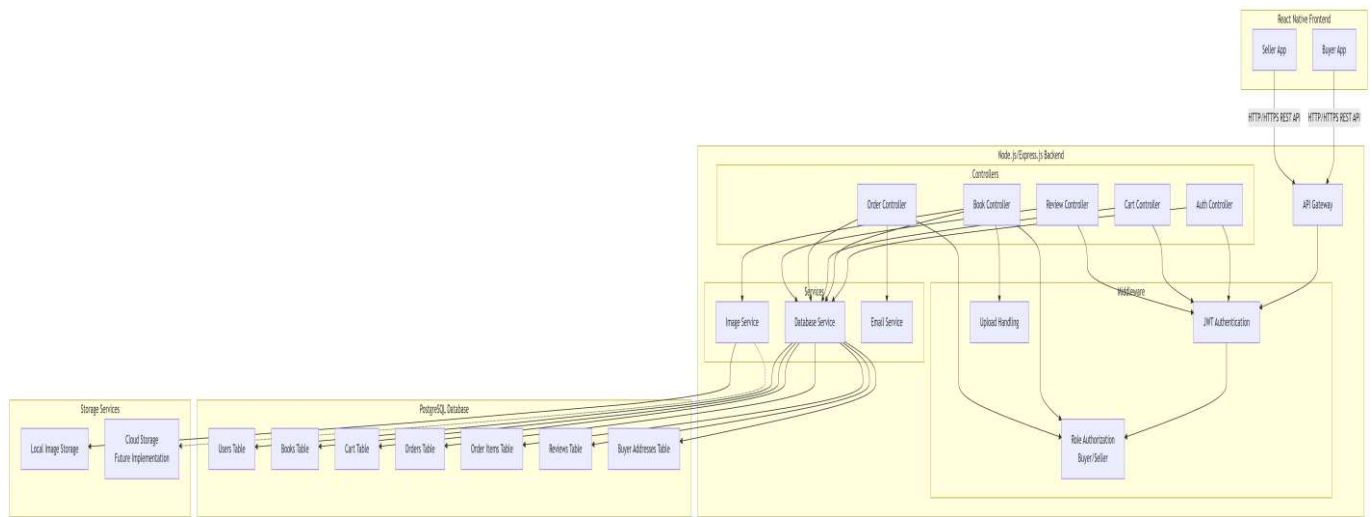 React Native Frontend
Seller App
Buyer App
HTTP/HTTPS REST API
HTTP/HTTPS REST API
Node.js/Express.js Backend
Controllers
Order Controller
Book Controller
Review Controller
Cart Controller
Auth Controller
API Gateway
Services
Image Service
Database Service
Email Service
Middleware
Upload Handling
JWT Authentication
Role Authorization
Buyer/Seller
Storage Services
Local Image Storage
Cloud Storage
Future Implementation
PostgreSQL Database
Users Table
Books Table
Cart Table
Orders Table
Order Items Table
Reviews Table
Buyer Addresses Table